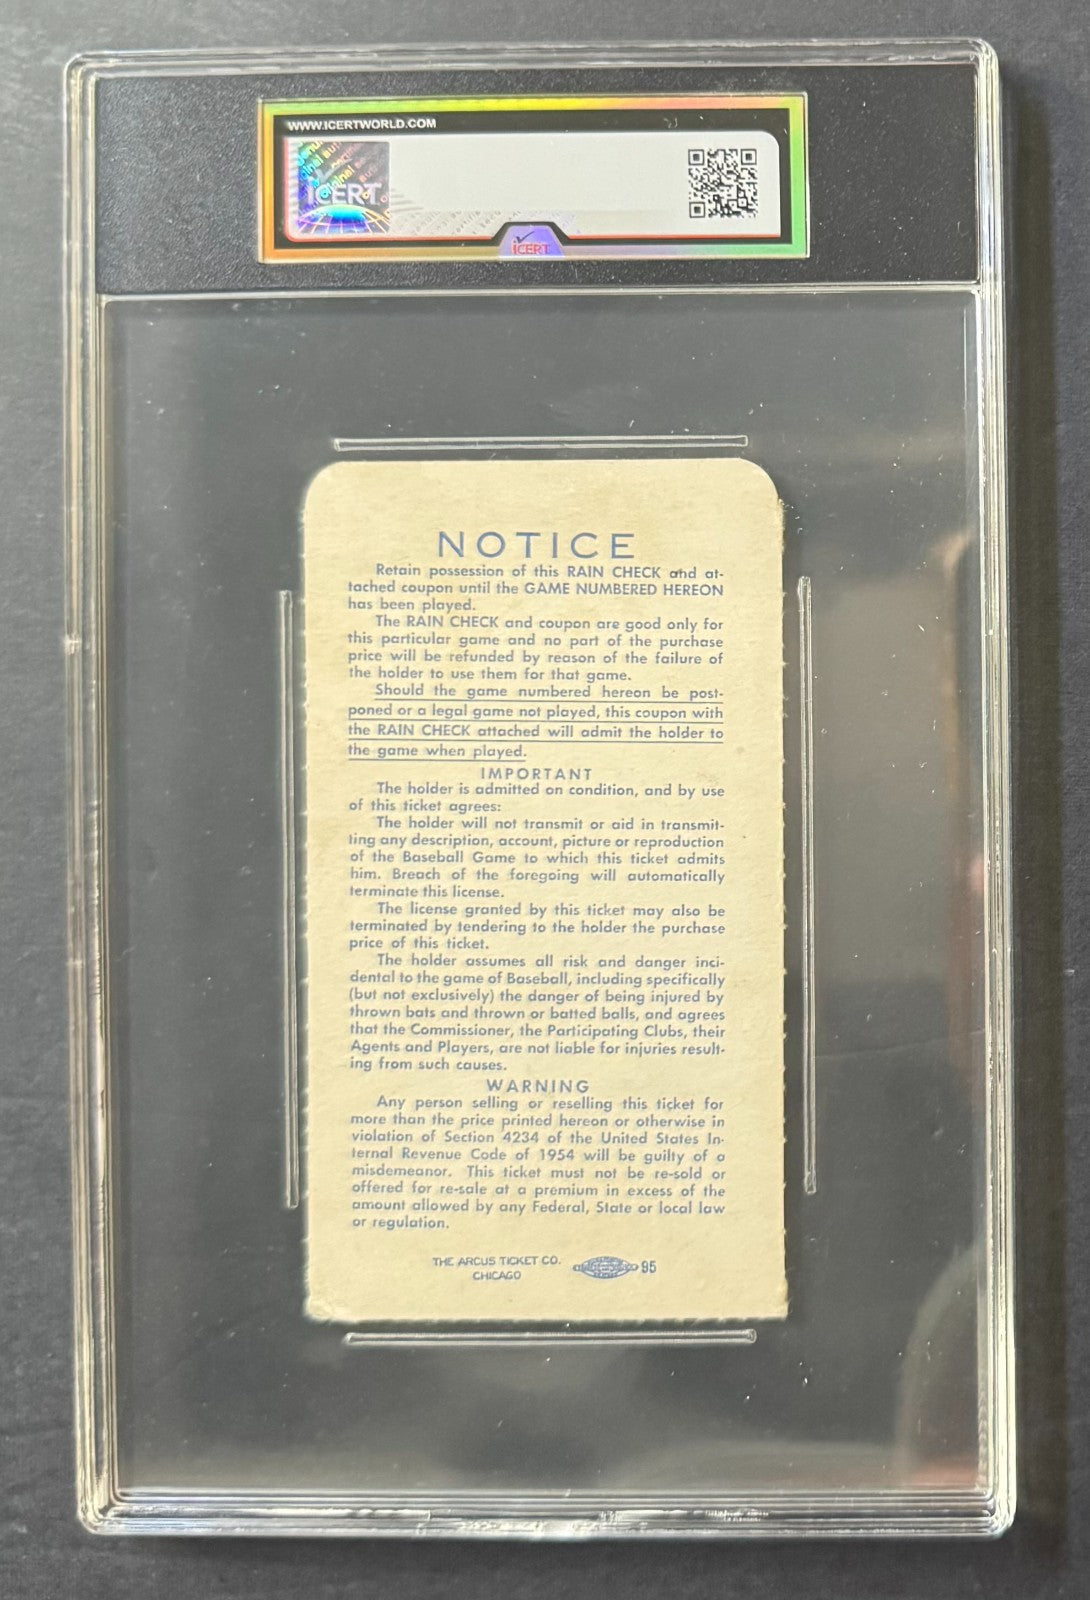 WWW.ICERTWORLD.COM
iCERT
iCERT
NOTICE
Retain possession of this RAIN CHECK and at-
tached coupon until the GAME NUMBERED HEREON
has been played.
The RAIN CHECK and coupon are good only for
this particular game and no part of the purchase
price will be refunded by reason of the failure of
the holder to use them for that game.
Should the game numbered hereon be post-
poned or a legal game not played, this coupon with
the RAIN CHECK attached will admit the holder to
the game when played.
IMPORTANT
The holder is admitted on condition, and by use
of this ticket agrees:
The holder will not transmit or aid in transmit-
ting any description, account, picture or reproduction
of the Baseball Game to which this ticket admits
him. Breach of the foregoing will automatically
terminate this license.
The license granted by this ticket may also be
terminated by tendering to the holder the purchase
price of this ticket.
The holder assumes all risk and danger inci-
dental to the game of Baseball, including specifically
(but not exclusively) the danger of being injured by
thrown bats and thrown or batted balls, and agrees
that the Commissioner, the Participating Clubs, their
Agents and Players, are not liable for injuries result-
ing from such causes.
WARNING
Any person selling or reselling this ticket for
more than the price printed hereon or otherwise in
violation of Section 4234 of the United States In-
ternal Revenue Code of 1954 will be guilty of a
misdemeanor. This ticket must not be re-sold or
offered for re-sale at a premium in excess of the
amount allowed by any Federal, State or local law
or regulation.
THE ARCUS TICKET CO.
CHICAGO
95